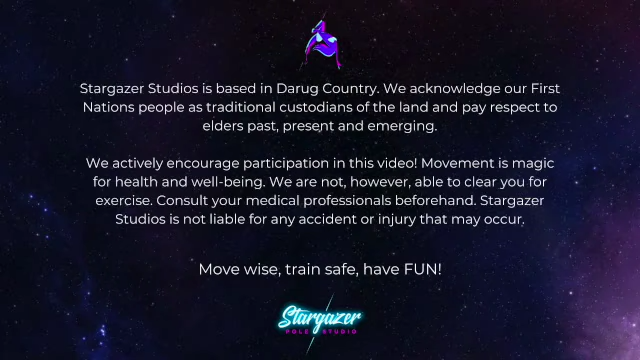 Stargazer Studios is based in Darug Country. We acknowledge our First
Nations people as traditional custodians of the land and pay respect to
elders past, present and emerging.
We actively encourage participation in this video! Movement is magic
for health and well-being. We are not, however, able to clear you for
exercise. Consult your medical professionals beforehand. Stargazer
Studios is not liable for any accident or injury that may occur.
Move wise, train safe, have FUN!
Stargazer
POLE STUDIO